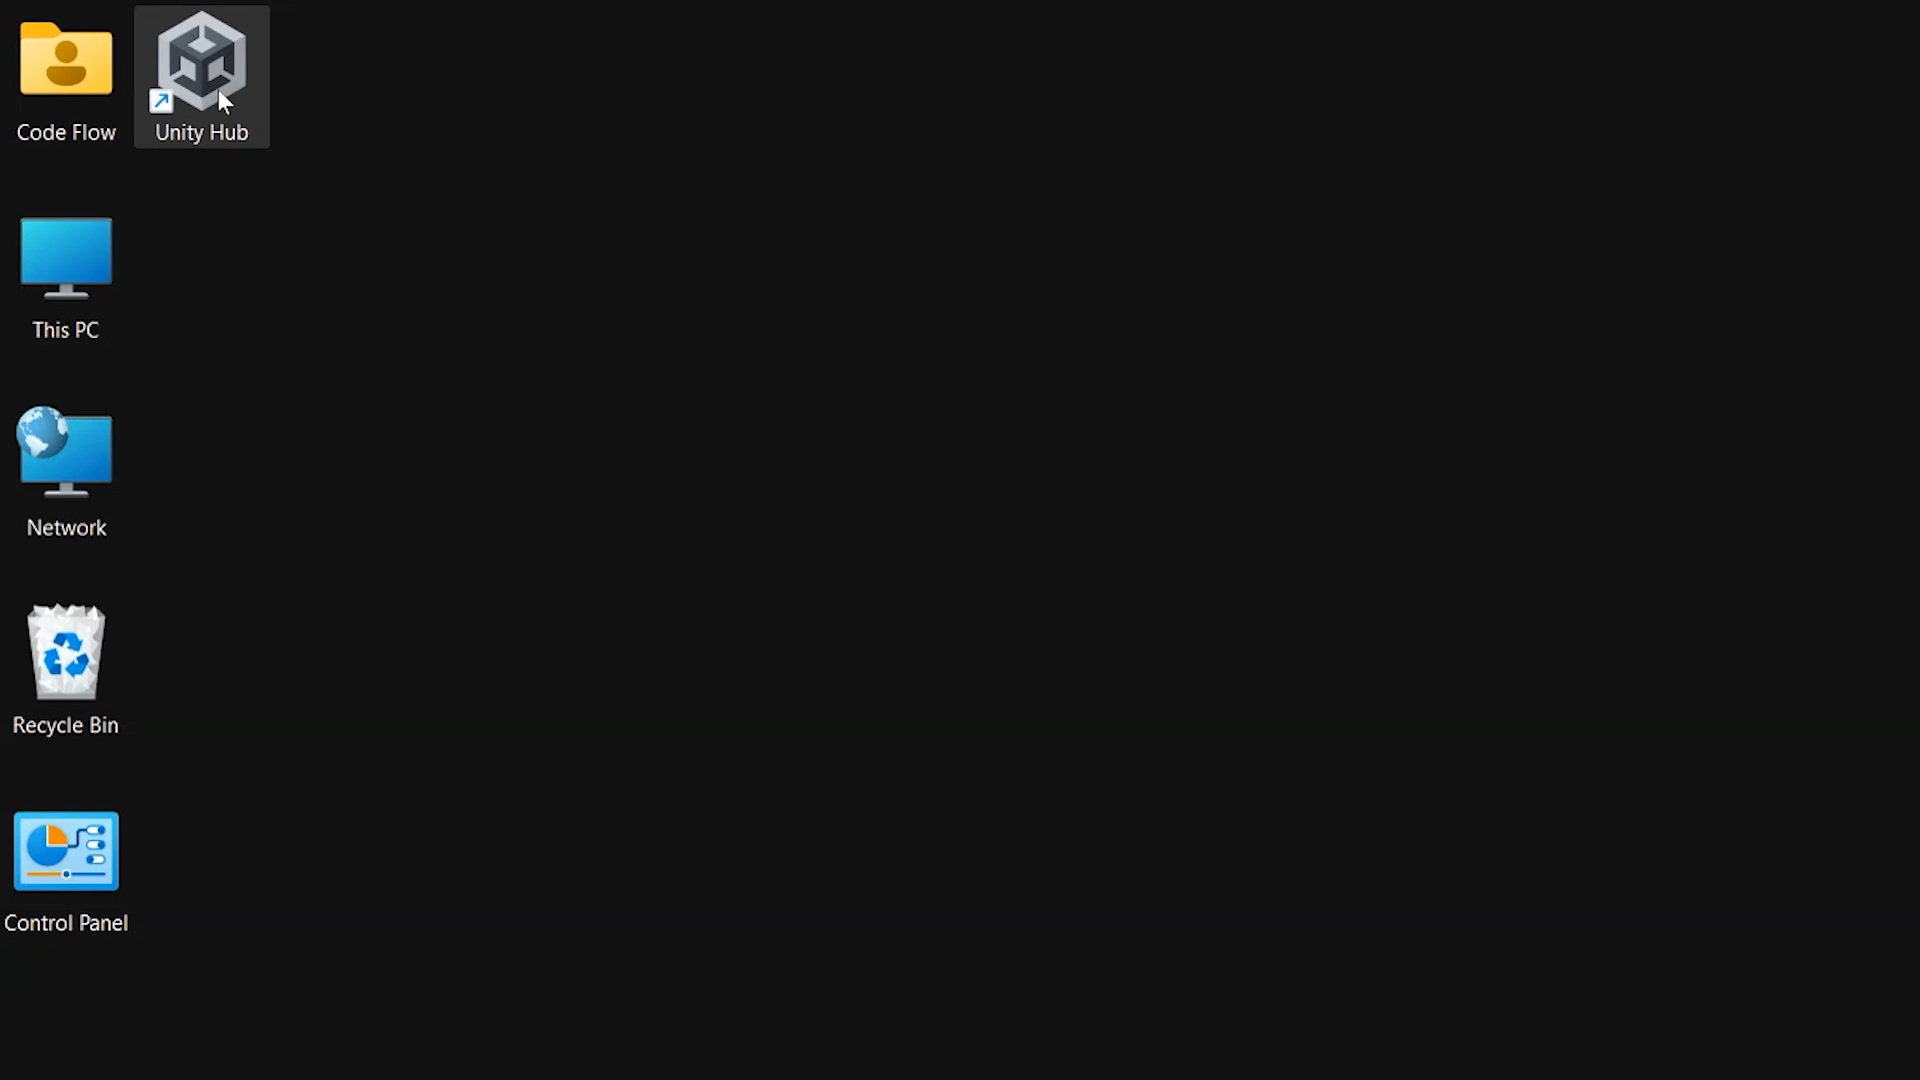 Code Flow
Unity Hub
This PC
Network
Recycle Bin
Control Panel